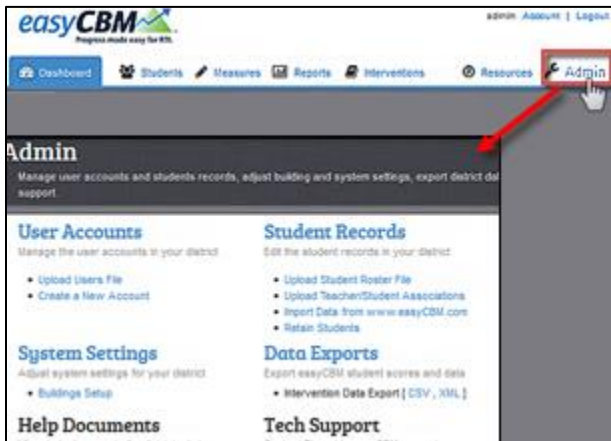 easyCBM
Progress made easy for RTI.
admin Account | Logout
Dashboard Students Measures Reports Interventions Resources Admin
Admin
Manage user accounts and students records, adjust building and system settings, export district
support
User Accounts
Manage the user accounts in your district
• Upload Users File
• Create a New Account
Student Records
Edit the student records in your district
• Upload Student Roster File
• Upload Teacher/Student Associations
• Import Data from www.easyCBM.com
• Retain Students
System Settings
Adjust system settings for your district
• Buildings Setup
Data Exports
Export easyCBM student scores and data
• Intervention Data Export [ CSV , XML ]
Help Documents
Tech Support